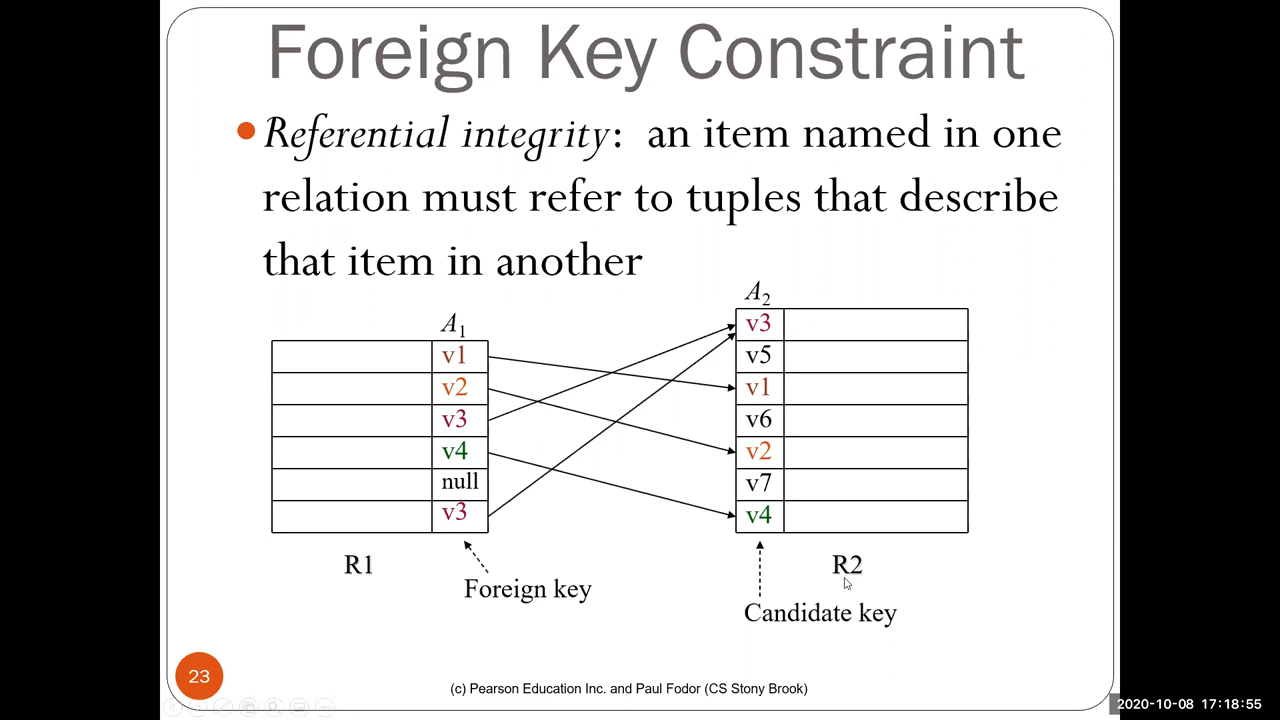 Foreign Key Constraint
• Referential integrity: an item named in one
relation must refer to tuples that describe
that item in another
A1
v1
v2
v3
v4
null
v3
R1
Foreign key
A2
v3
v5
v1
v6
v2
v7
v4
R2
Candidate key
23
(c) Pearson Education Inc. and Paul Fodor (CS Stony Brook)
2020-10-08 17:18:55